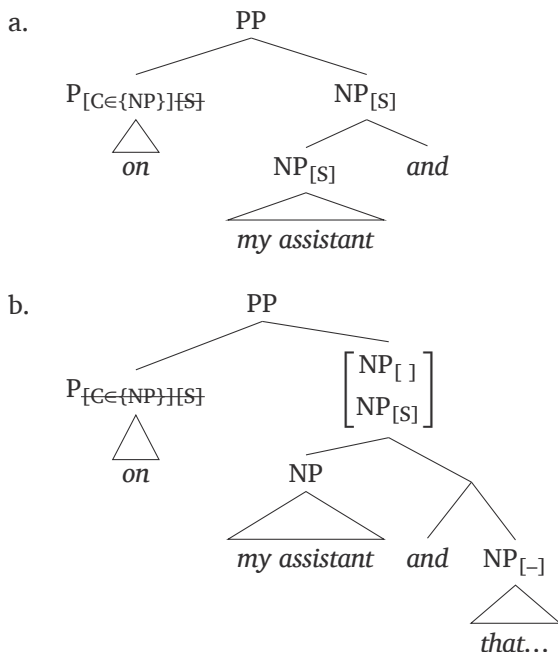 a.
PP
P[C∈{NP}][S] NP[S]
on NP[S] and
my assistant
b.
PP
P[C∈{NP}][S] [NP[ ]
NP[S]]
on NP
my assistant and NP[–]
that…